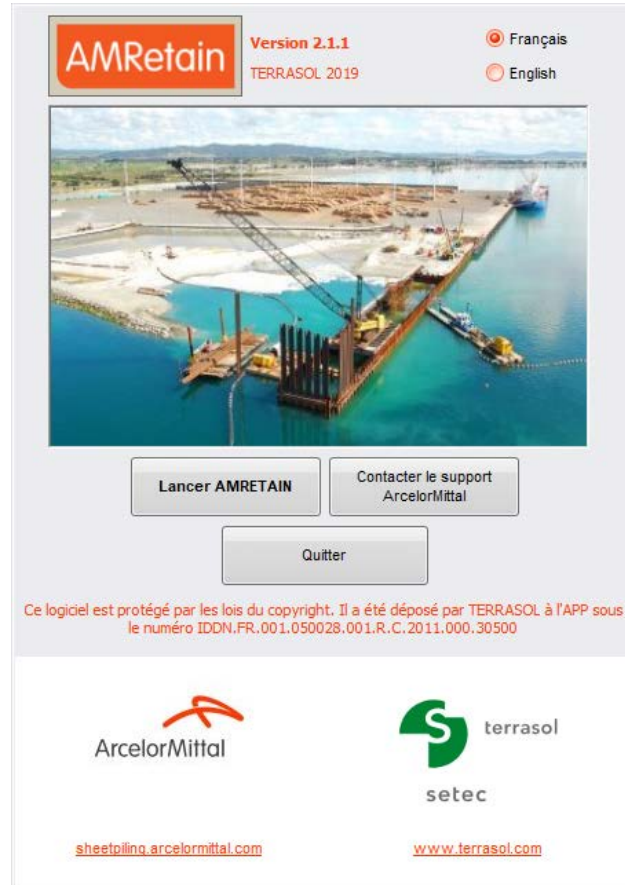 AMRetain
Version 2.1.1
TERRASOL 2019
Français
English
Lancer AMRETAIN
Contacter le support
ArcelorMittal
Quitter
Ce logiciel est protégé par les lois du copyright. Il a été déposé par TERRASOL à l'APP sous
le numéro IDDN.FR.001.050028.001.R.C.2011.000.30500
ArcelorMittal
terrasol
setec
sheetpiling.arcelormittal.com
www.terrasol.com